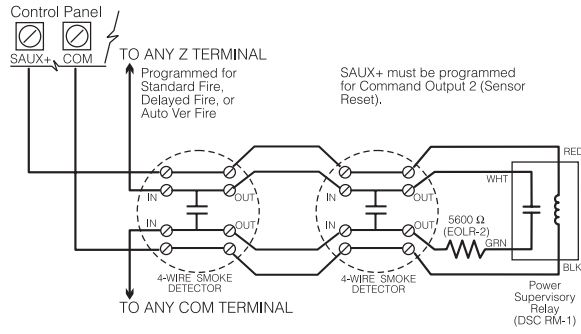 Control Panel
SAUX+ COM
TO ANY Z TERMINAL
Programmed for
Standard Fire,
Delayed Fire, or
Auto Ver Fire
SAUX+ must be programmed
for Command Output 2 (Sensor
Reset).
RED
WHT
IN OUT
IN OUT
IN OUT
IN OUT
5600 Ω
(EOLR-2)
GRN
BLK
4-WIRE SMOKE
DETECTOR
4-WIRE SMOKE
DETECTOR
TO ANY COM TERMINAL
Power
Supervisory
Relay
(DSC RM-1)